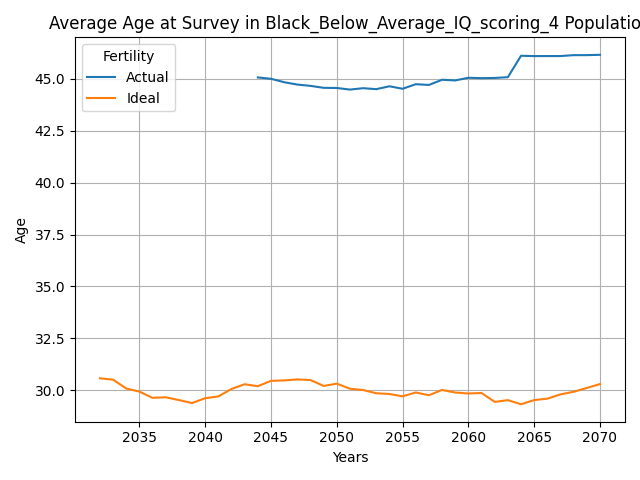 Average Age at Survey in Black_Below_Average_IQ_scoring_4 Populatio
Fertility
Actual
Ideal
45.0
42.5
40.0
37.5
35.0
32.5
30.0
Age
2035 2040 2045 2050 2055 2060 2065 2070
Years